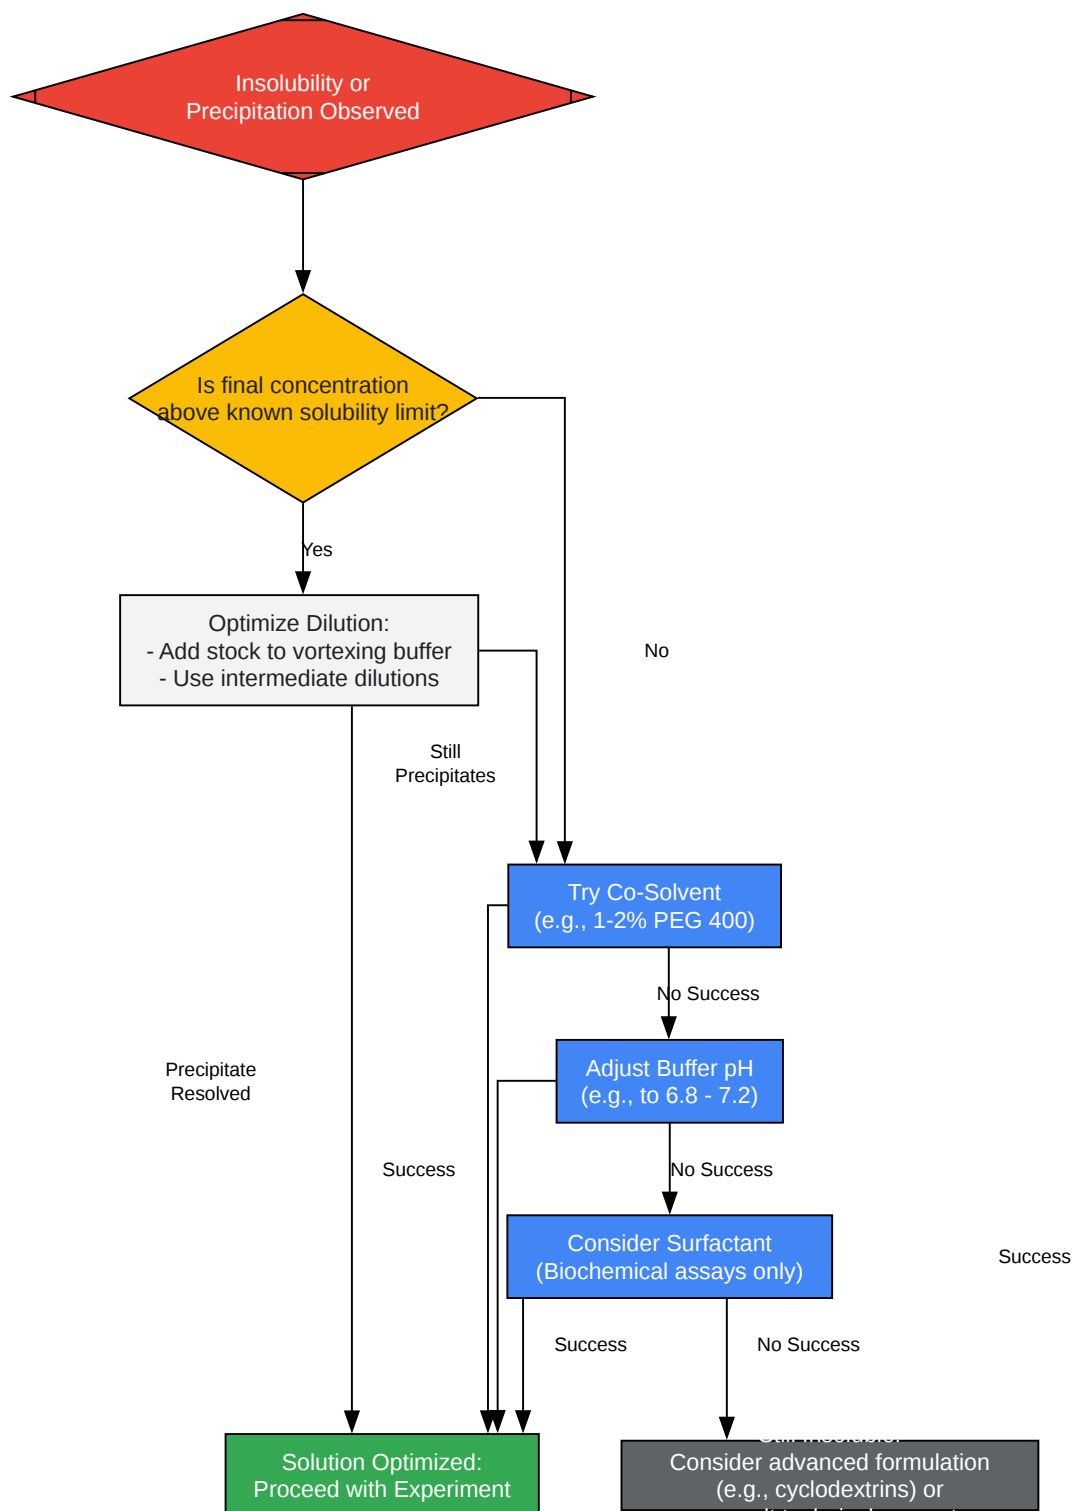 Insolubility or
Precipitation Observed
Is final concentration
above known solubility limit?
Yes
Optimize Dilution:
- Add stock to vortexing buffer
- Use intermediate dilutions
No
Still
Precipitates
Try Co-Solvent
(e.g., 1-2% PEG 400)
No Success
Adjust Buffer pH
(e.g., to 6.8 - 7.2)
Precipitate
Resolved
Success
No Success
Consider Surfactant
(Biochemical assays only)
Success
Success
No Success
Solution Optimized:
Proceed with Experiment
Still Insoluble:
Consider advanced formulation
(e.g., cyclodextrins) or